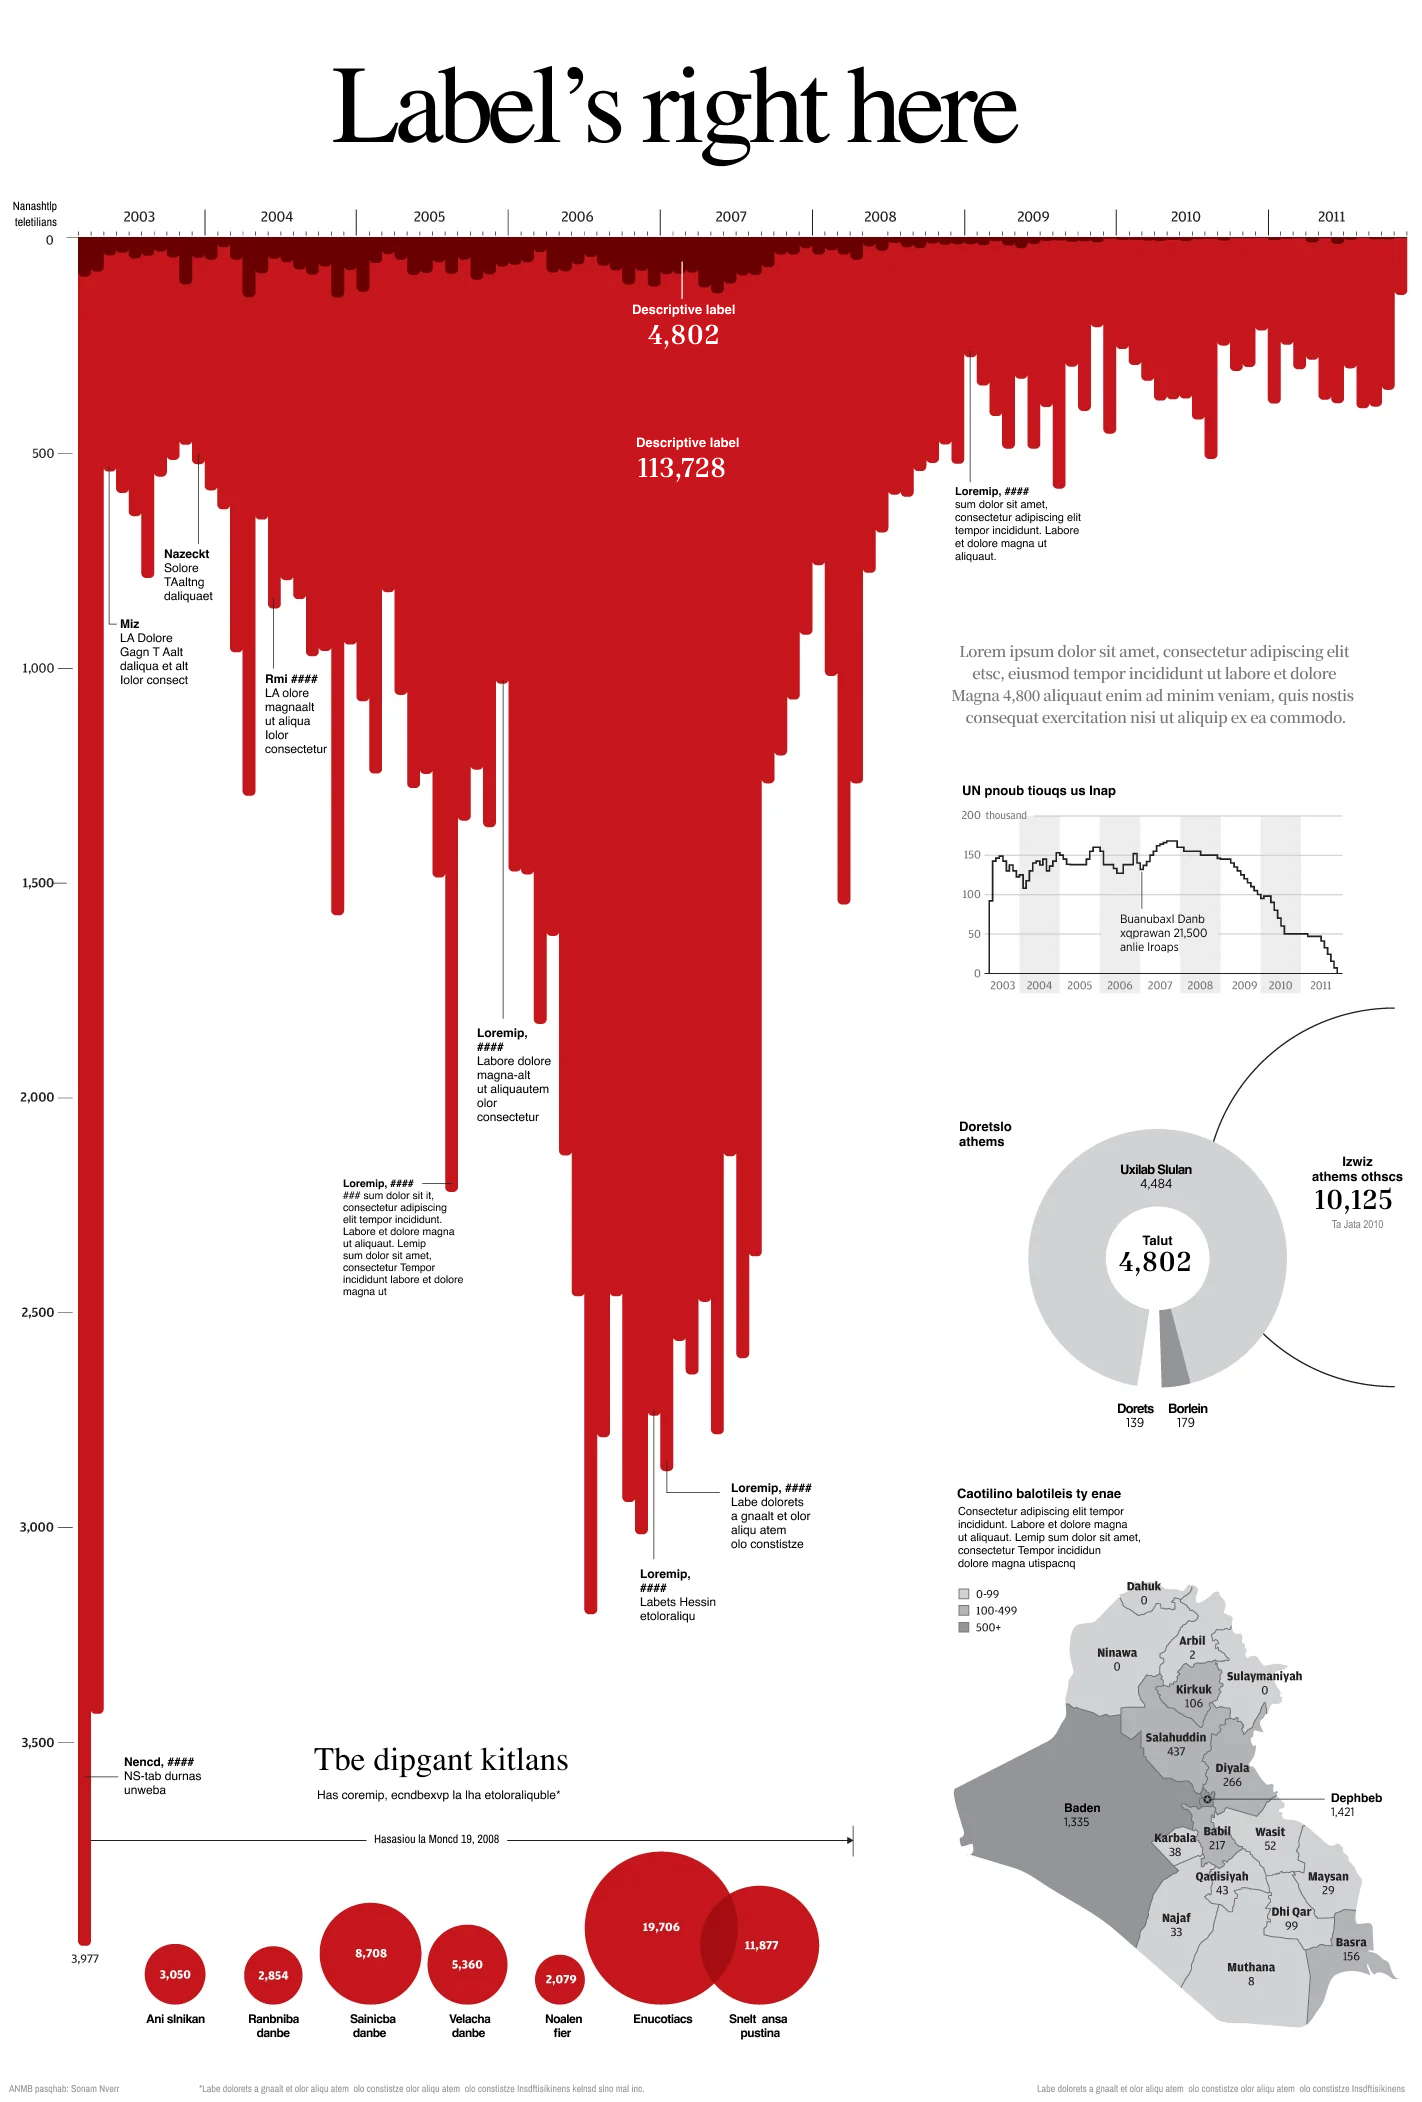 Label’s right here
Nanashtlp
teletilians
2003
2004
2005
2006
2007
2008
2009
2010
2011
0
500
1,000
1,500
2,000
2,500
3,000
3,500
Descriptive label
4,802
Descriptive label
113,728
Nazeckt
Solore
TAaltng
daliquaet
Miz
LA Dolore
Gagn T Aalt
daliqua et alt
lolor consect
Rmi ####
LA olore
magnaalt
ut aliqua
lolor
consectetur
Loremip, ####
sum dolor sit amet,
consectetur adipiscing elit
tempor incididunt. Labore
et dolore magna ut
aliquaut.
Loremip,
####
Labore dolore
magna-alt
ut aliquautem
olor
consectetur
Loremip, ####
### sum dolor sit it,
consectetur adipiscing
elit tempor incididunt.
Labore et dolore magna
ut aliquaut. Lemip
sum dolor sit amet,
consectetur Tempor
incididunt labore et dolore
magna ut
Loremip, ####
Labe dolorets
a gnaalt et olor
aliqu atem
olo constistze
Loremip,
####
Labets Hessin
etoloraliqu
Nencd, ####
NS-tab durnas
unweba
3,977
Lorem ipsum dolor sit amet, consectetur adipiscing elit
etsc, eiusmod tempor incididunt ut labore et dolore
Magna 4,800 aliquaut enim ad minim veniam, quis nostis
consequat exercitation nisi ut aliquip ex ea commodo.
UN pnoub tiouqs us lnap
200 thousand
150
100
50
0
Buanubaxl Danb
xqprawan 21,500
anlie lroaps
2003 2004 2005 2006 2007 2008 2009 2010 2011
Doretslo
athems
Uxilab Slulan
4,484
Talut
4,802
Dorets
139
Borlein
179
Izwiz
athems othscs
10,125
Ta Jata 2010
Caotilino balotileis ty enae
Consectetur adipiscing elit tempor
incididunt. Labore et dolore magna
ut aliquaut. Lemip sum dolor sit amet,
consectetur Tempor incididun
dolore magna utispacnq
0-99
100-499
500+
Dahuk
0
Ninawa
0
Arbil
2
Sulaymaniyah
0
Kirkuk
106
Salahuddin
437
Diyala
266
Dephbeb
1,421
Baden
1,335
Karbala
38
Babil
217
Wasit
52
Qadisiyah
43
Maysan
29
Najaf
33
Dhi Qar
99
Basra
156
Muthana
8
Tbe dipgant kitlans
Has coremip, ecndbexvp la lha etoloraliquble*
Hasasiou la Moncd 19, 2008
3,050
Ani slnikan
2,854
Ranbniba
danbe
8,708
Sainicba
danbe
5,360
Velacha
danbe
2,079
Noalen
fier
19,706
Enucotiacs
11,877
Snelt ansa
pustina
ANMB pasqhab: Sonam Nverr
*Labe dolorets a gnaalt et olor aliqu atem olo constistze olor aliqu atem olo constistze Insdftisikinens kelnsd slno mal inc.
Labe dolorets a gnaalt et olor aliqu atem olo constistze olor aliqu atem olo constistze Insdftisikinens